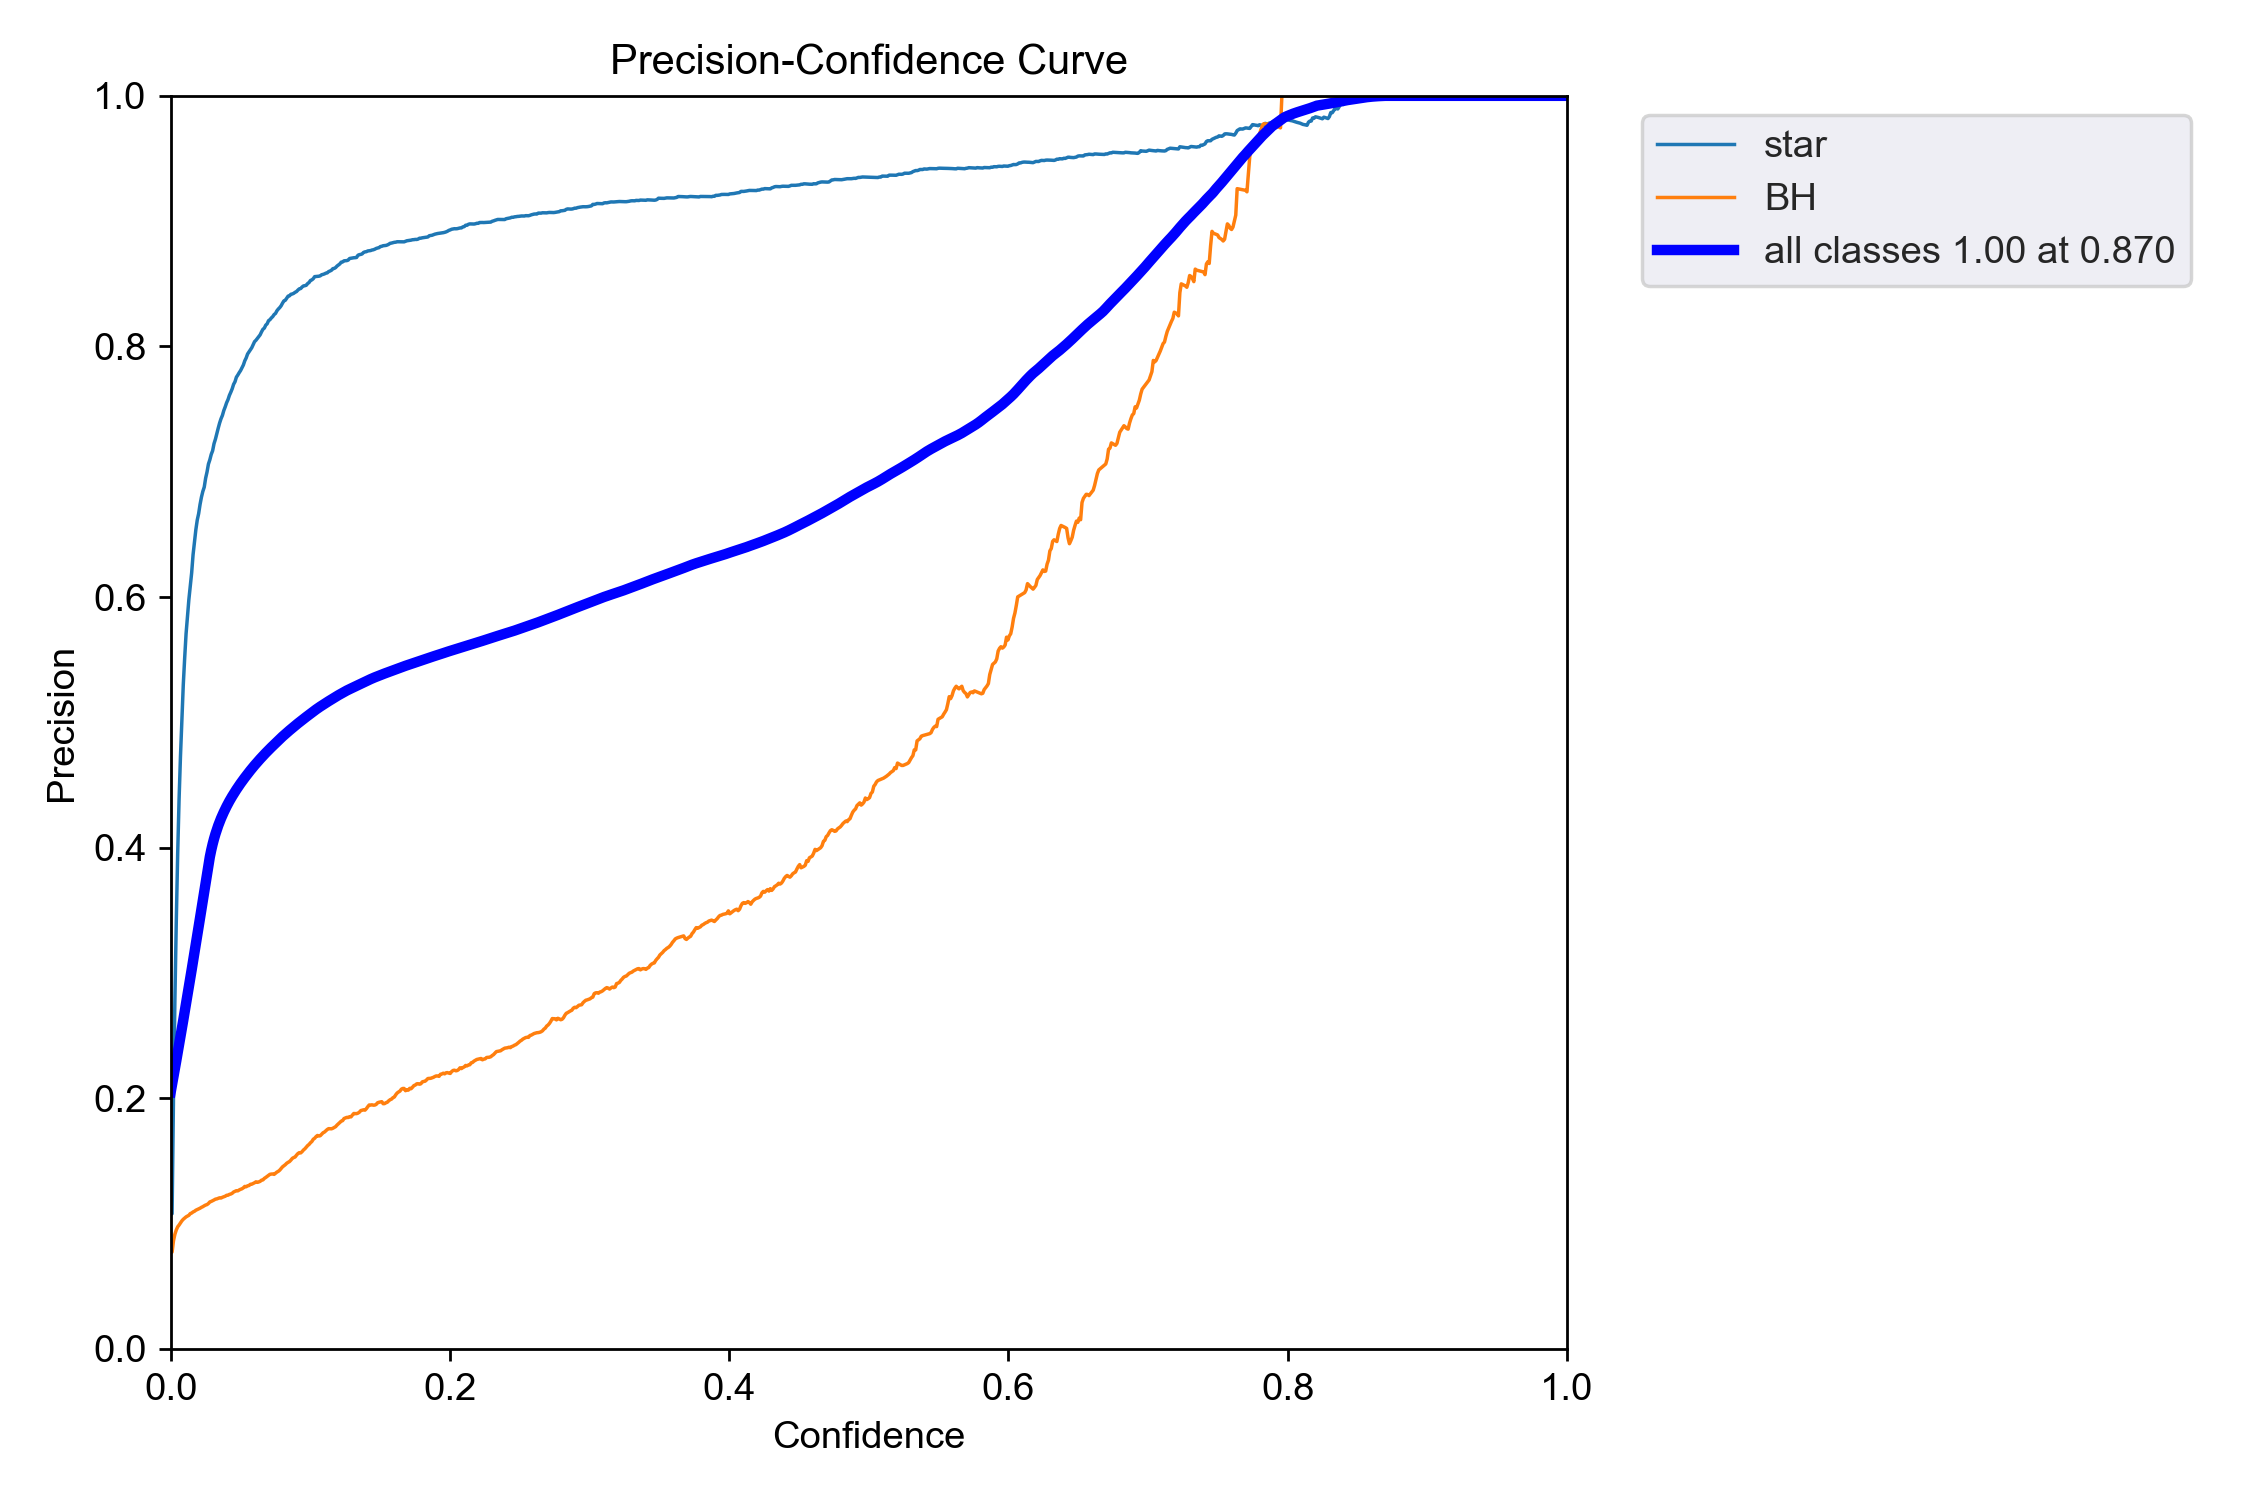 Precision-Confidence Curve
1.0
0.8
0.6
0.4
0.2
0.0
Precision
0.0 0.2 0.4 0.6 0.8 1.0
Confidence
star
BH
all classes 1.00 at 0.870